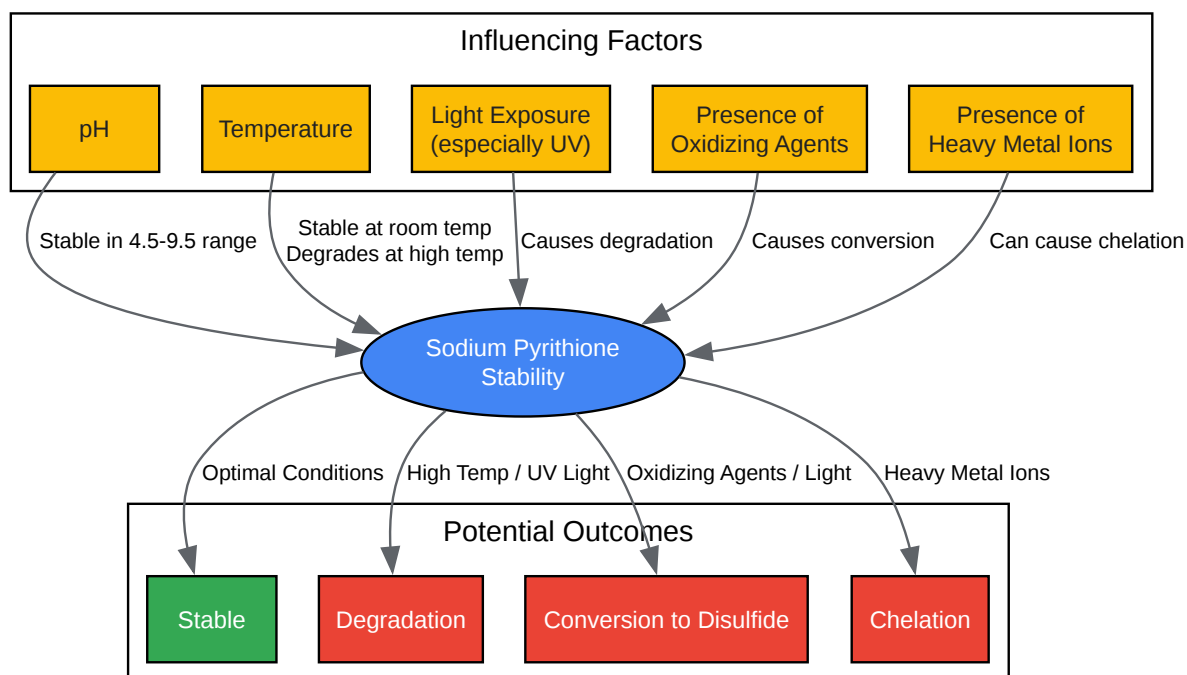 Influencing Factors
pH
Temperature
Light Exposure
(especially UV)
Presence of
Oxidizing Agents
Presence of
Heavy Metal Ions
Stable in 4.5-9.5 range
Stable at room temp
Degrades at high temp
Causes degradation
Causes conversion
Can cause chelation
Sodium Pyrithione
Stability
Optimal Conditions
High Temp / UV Light
Oxidizing Agents / Light
Heavy Metal Ions
Potential Outcomes
Stable
Degradation
Conversion to Disulfide
Chelation